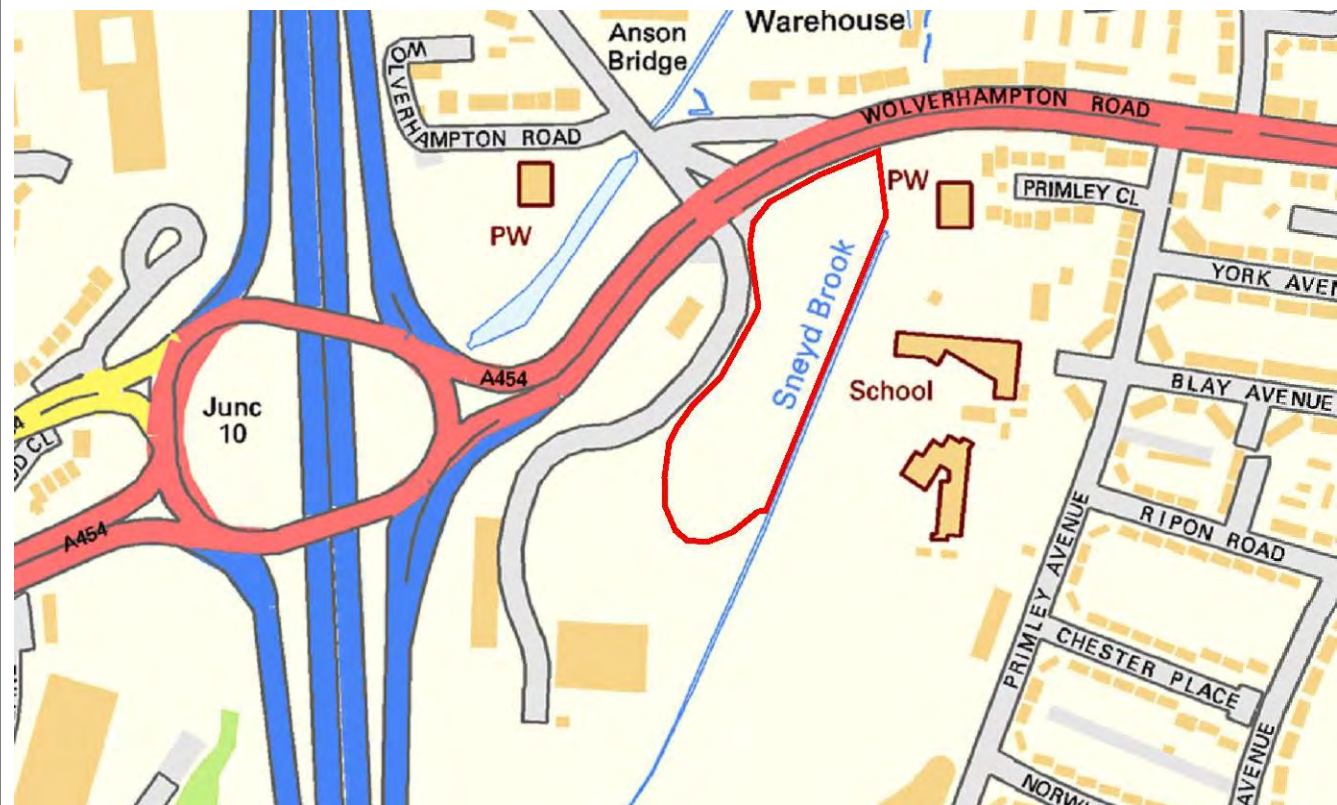 Anson
Bridge
Warehouse
WOLVERHAMPTON ROAD
WOLVERHAMPTON ROAD
PW
PW
PRIMLEY CL
YORK AVEN
Sneyd Brook
A454
School
BLAY AVENUE
Junc
10
A454
RIPON ROAD
PRIMLEY AVENUE
CHESTER PLACE
AVENUE